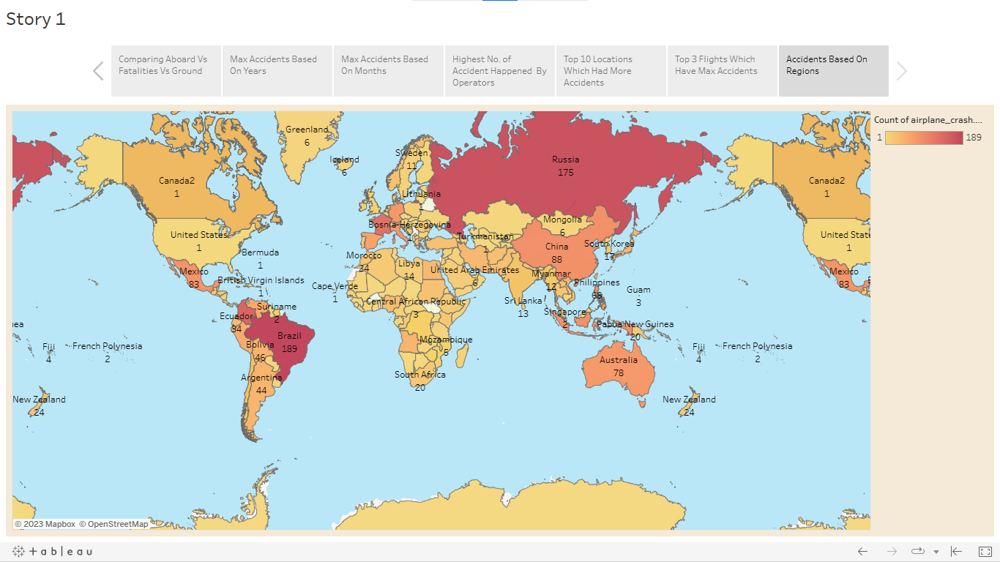 Story 1
Comparing Aboard Vs
Fatalities Vs Ground
Max Accidents Based
On Years
Max Accidents Based
On Months
Highest No. of
Accident Happened By
Operators
Top 10 Locations
Which Had More
Accidents
Top 3 Flights Which
Have Max Accidents
Accidents Based On
Regions
Count of airplane_crash....
1
189
Greenland
6
Iceland
6
Sweden
11
Russia
175
Canada2
1
Canada2
1
Lithuania
1
Bosnia-Herzegovina
1
Mongolia
6
United States
1
Turkmenistan
1
China
88
South Korea
17
United State
1
Bermuda
1
Morocco
24
Libya
14
United Arab Emirates
6
Mexico
83
British Virgin Islands
1
Myanmar
12
Philippines
68
Mexico
83
Cape Verde
1
Guam
3
Central African Republic
3
Sri Lanka
13
Suriname
2
Ecuador
34
Singapore
2
Papua New Guinea
20
nea
Brazil
189
Bolivia
46
Mozambique
5
Fiji
4
French Polynesia
2
Fiji
4
French Polynesia
2
Australia
78
Argentina
44
South Africa
20
New Zealand
24
New Zealand
24
© 2023 Mapbox © OpenStreetMap
+ a b | e a u